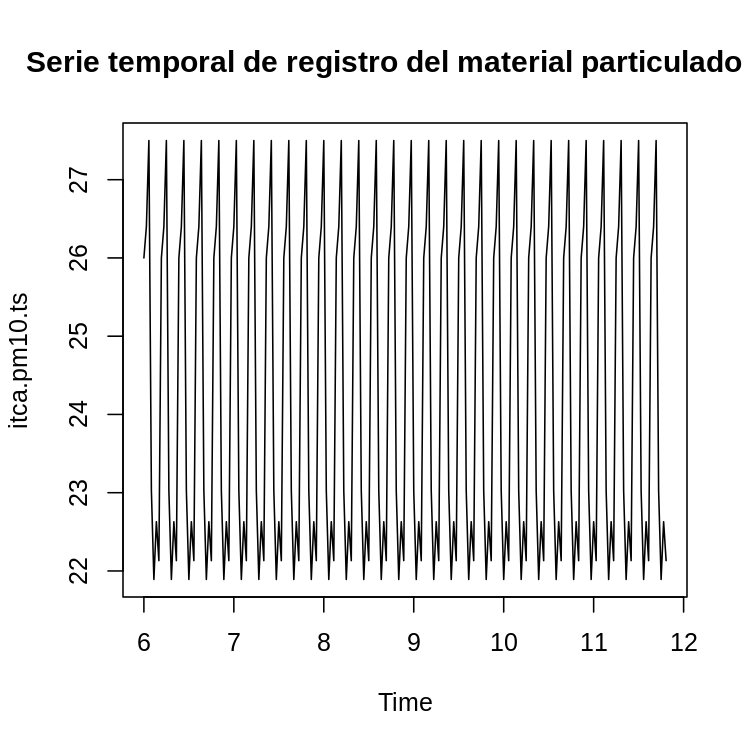 Serie temporal de registro del material particulado
27
26
25
24
23
22
itca.pm10.ts
6 7 8 9 10 11 12
Time